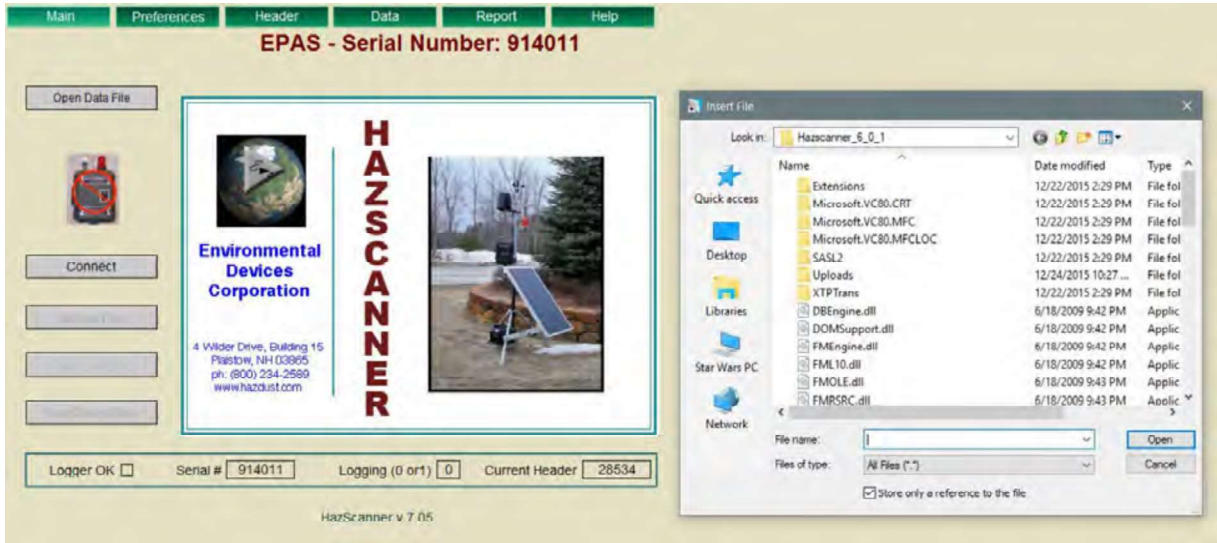 Main Preferences Header Data Report Help
EPAS - Serial Number: 914011
Open Data File
Connect
Environmental
Devices
Corporation
4 Wilder Drive, Building 15
Plaistow, NH 03865
ph: (800) 234-2589
www.hazdust.com
HAZSCANNER
Logger OK Serial # 914011 Logging (0 or1) 0 Current Header 28534
HazScanner v 7.05
Insert File
Look in: Hazscanner_6_0_1
Quick access
Desktop
Libraries
Star Wars PC
Network
Name Date modified Type
Extensions 12/22/2015 2:29 PM File fol
Microsoft.VC80.CRT 12/22/2015 2:29 PM File fol
Microsoft.VC80.MFC 12/22/2015 2:29 PM File fol
Microsoft.VC80.MFCLOC 12/22/2015 2:29 PM File fol
SASL2 12/22/2015 2:29 PM File fol
Uploads 12/24/2015 10:27 ... File fol
XTPTrans 12/22/2015 2:29 PM File fol
DBEngine.dll 6/18/2009 9:42 PM Applic
DOMSupport.dll 6/18/2009 9:42 PM Applic
FMEngine.dll 6/18/2009 9:42 PM Applic
FML10.dll 6/18/2009 9:42 PM Applic
FMOLE.dll 6/18/2009 9:43 PM Applic
FMRSRC.dll 6/18/2009 9:43 PM Applic
File name: Open
Files of type: All Files (*.*) Cancel
Store only a reference to the file